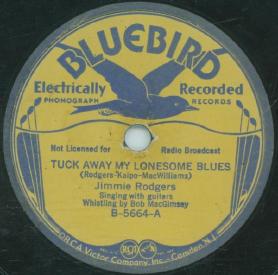 BLUEBIRD
Electrically Recorded
PHONOGRAPH RECORDS
Not Licensed for Radio Broadcast
TUCK AWAY MY LONESOME BLUES
(Rodgers-Kaipo-MacWilliams)
Jimmie Rodgers
Singing with guitars
Whistling by Bob MacGimsey
B-5664-A
RCA Victor Company, Inc., Camden, N.J.